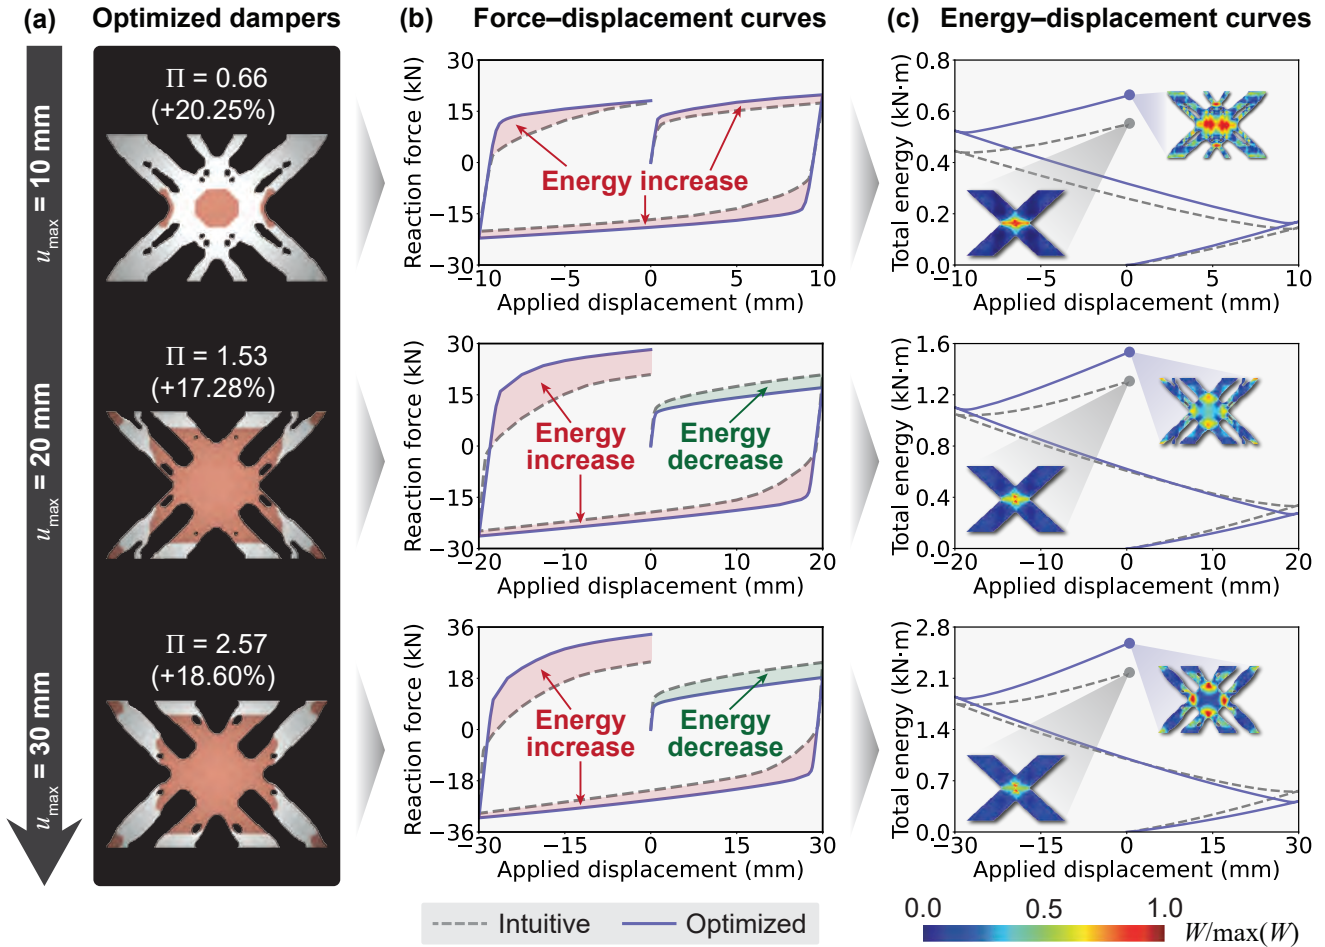 (a) Optimized dampers
(b) Force–displacement curves
(c) Energy–displacement curves
u_max = 10 mm
Π = 0.66
(+20.25%)
Reaction force (kN)
30
15
0
−15
−30
Energy increase
−10 −5 0 5 10
Applied displacement (mm)
Total energy (kN·m)
0.8
0.6
0.4
0.2
0.0
−10 −5 0 5 10
Applied displacement (mm)
u_max = 20 mm
Π = 1.53
(+17.28%)
Reaction force (kN)
30
15
0
−15
−30
Energy
increase
Energy
decrease
−20 −10 0 10 20
Applied displacement (mm)
Total energy (kN·m)
1.6
1.2
0.8
0.4
0.0
−20 −10 0 10 20
Applied displacement (mm)
u_max = 30 mm
Π = 2.57
(+18.60%)
Reaction force (kN)
36
18
0
−18
−36
Energy
increase
Energy
decrease
−30 −15 0 15 30
Applied displacement (mm)
Total energy (kN·m)
2.8
2.1
1.4
0.7
0.0
−30 −15 0 15 30
Applied displacement (mm)
Intuitive Optimized
0.0 0.5 1.0
W/max(W)